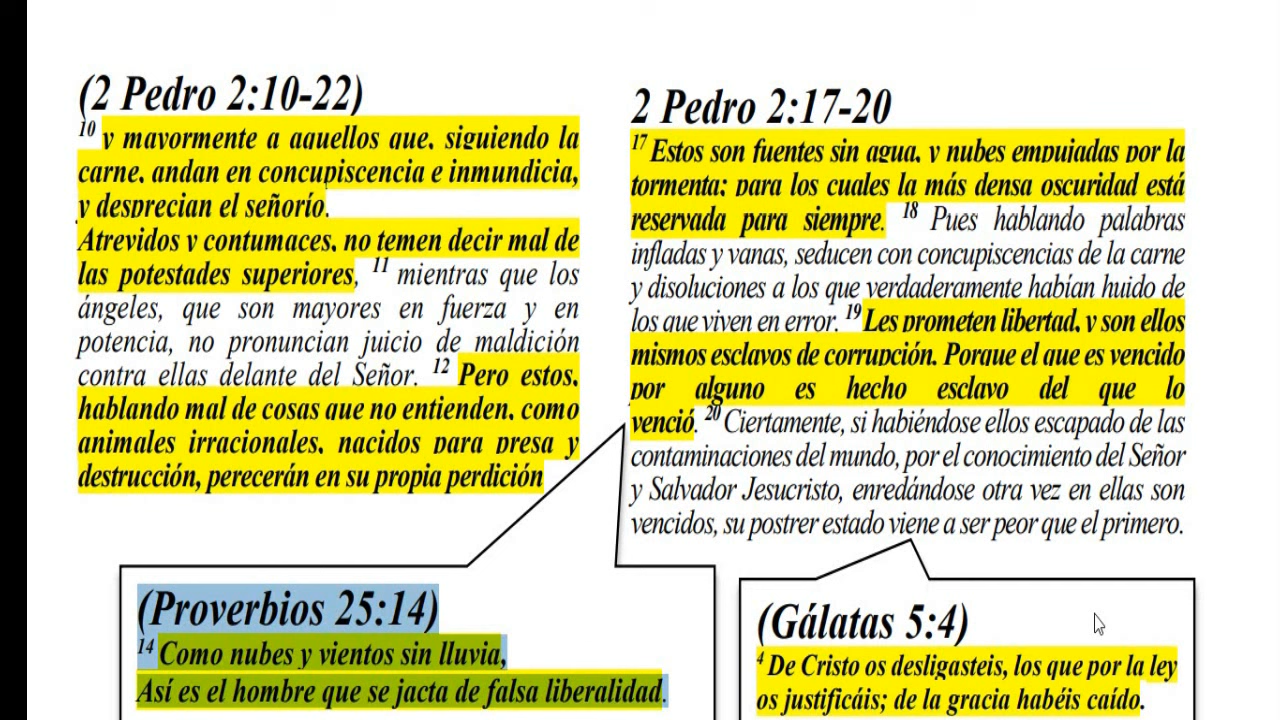 (2 Pedro 2:10-22)
10 y mayormente a aquellos que, siguiendo la
carne, andan en concupiscencia e inmundicia,
y desprecian el señorío.
Atrevidos y contumaces, no temen decir mal de
las potestades superiores, 11 mientras que los
ángeles, que son mayores en fuerza y en
potencia, no pronuncian juicio de maldición
contra ellas delante del Señor. 12 Pero estos,
hablando mal de cosas que no entienden, como
animales irracionales, nacidos para presa y
destrucción, perecerán en su propia perdición
2 Pedro 2:17-20
17 Estos son fuentes sin agua, y nubes empujadas por la
tormenta; para los cuales la más densa oscuridad está
reservada para siempre. 18 Pues hablando palabras
infladas y vanas, seducen con concupiscencias de la carne
y disoluciones a los que verdaderamente habían huido de
los que viven en error. 19 Les prometen libertad, y son ellos
mismos esclavos de corrupción. Porque el que es vencido
por alguno es hecho esclavo del que lo
venció. 20 Ciertamente, si habiéndose ellos escapado de las
contaminaciones del mundo, por el conocimiento del Señor
y Salvador Jesucristo, enredándose otra vez en ellas son
vencidos, su postrer estado viene a ser peor que el primero.
(Proverbios 25:14)
14 Como nubes y vientos sin lluvia,
Así es el hombre que se jacta de falsa liberalidad.
(Gálatas 5:4)
4 De Cristo os desligasteis, los que por la ley
os justificáis; de la gracia habéis caído.